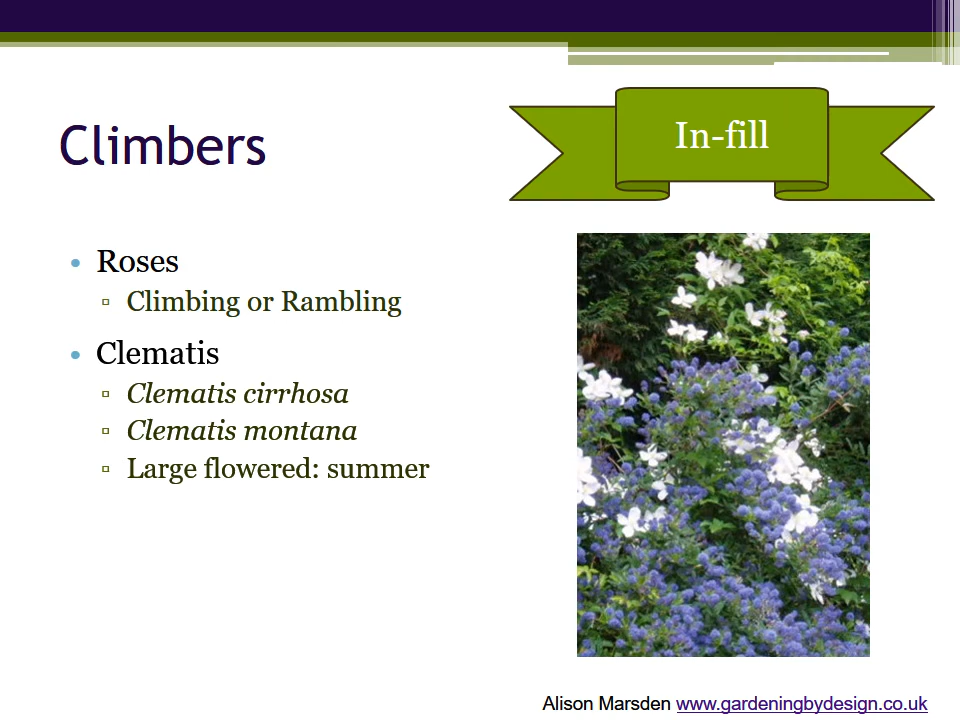 In-fill
Climbers
• Roses
▫ Climbing or Rambling
• Clematis
▫ Clematis cirrhosa
▫ Clematis montana
▫ Large flowered: summer
Alison Marsden www.gardeningbydesign.co.uk